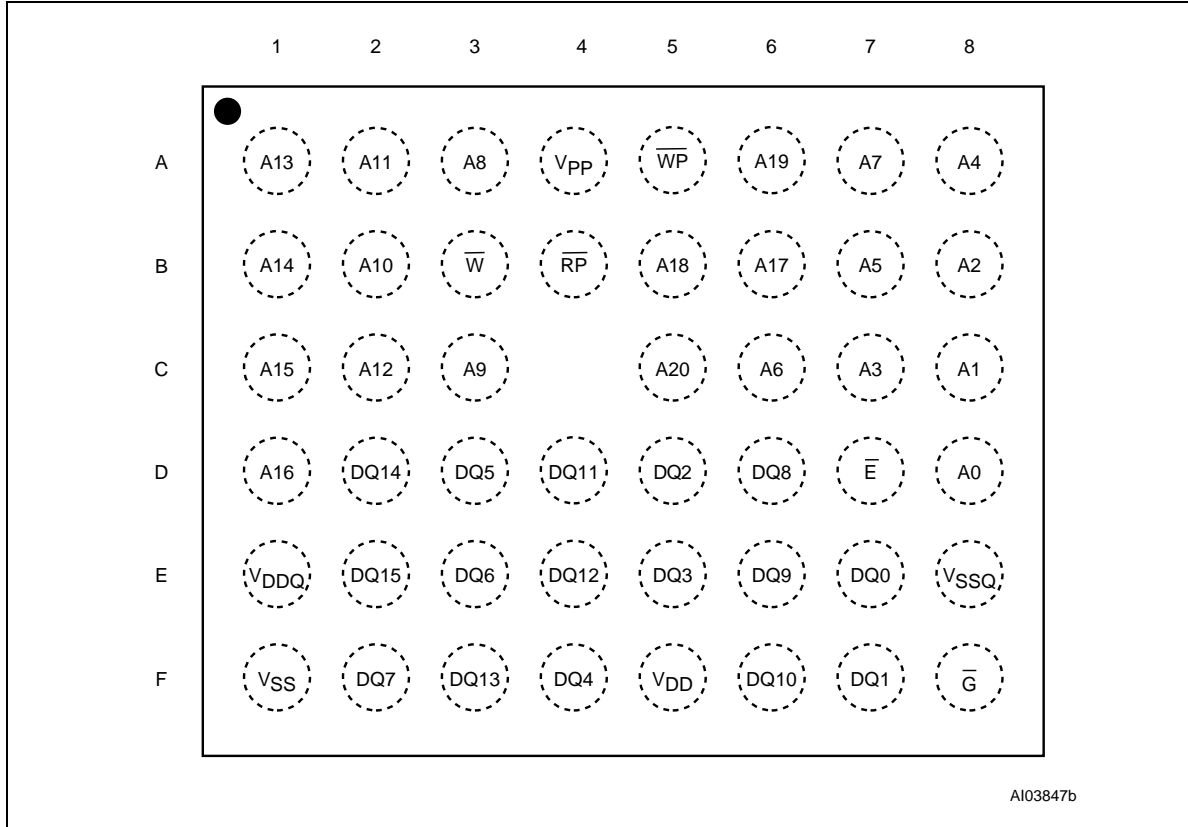 1 2 3 4 5 6 7 8
A A13 A11 A8 VPP W̅P̅ A19 A7 A4
B A14 A10 W̅ R̅P̅ A18 A17 A5 A2
C A15 A12 A9 A20 A6 A3 A1
D A16 DQ14 DQ5 DQ11 DQ2 DQ8 E̅ A0
E VDDQ DQ15 DQ6 DQ12 DQ3 DQ9 DQ0 VSSQ
F VSS DQ7 DQ13 DQ4 VDD DQ10 DQ1 G̅
AI03847b